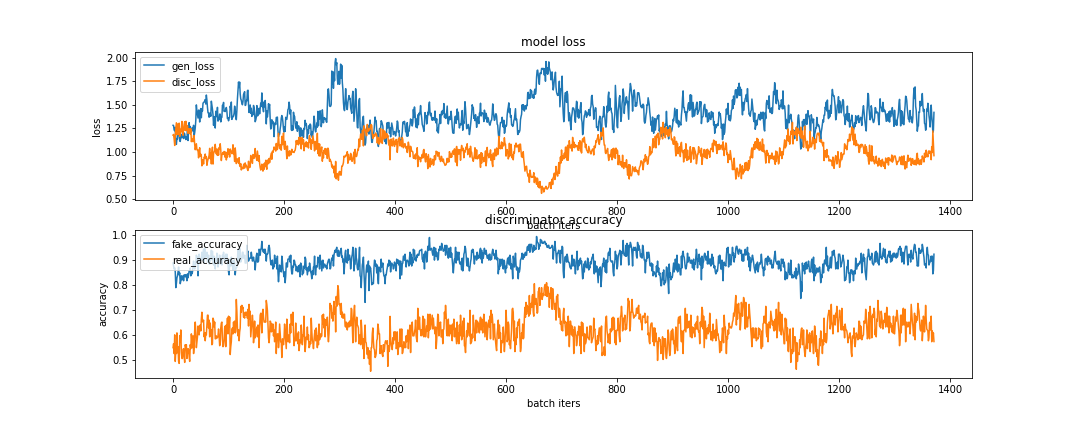 model loss
gen_loss
disc_loss
loss
2.00
1.75
1.50
1.25
1.00
0.75
0.50
0 200 400 600 800 1000 1200 1400
batch iters
discriminator accuracy
fake_accuracy
real_accuracy
accuracy
1.0
0.9
0.8
0.7
0.6
0.5
0 200 400 600 800 1000 1200 1400
batch iters